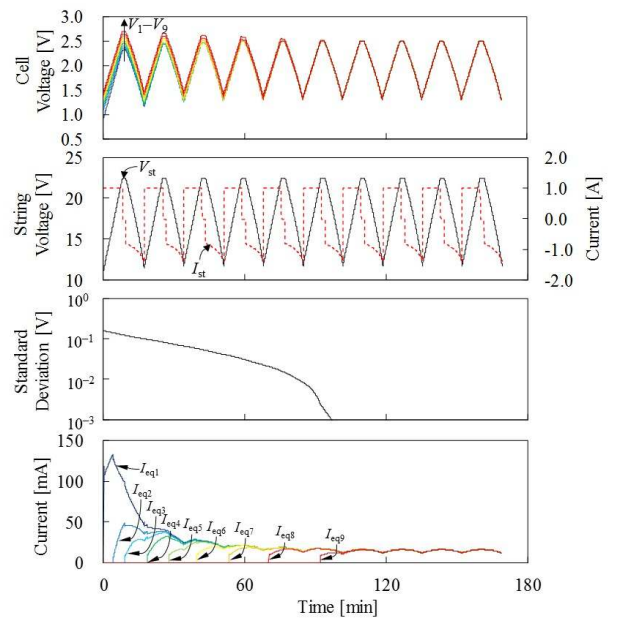 3.0
2.5
2.0
1.5
1.0
0.5
Cell Voltage [V]
V1–V9
25
20
15
10
String Voltage [V]
Vst
Ist
2.0
1.0
0.0
-1.0
-2.0
Current [A]
10^0
10^-1
10^-2
10^-3
Standard Deviation [V]
150
100
50
0
Current [mA]
Ieq1
Ieq2
Ieq3
Ieq4
Ieq5
Ieq6
Ieq7
Ieq8
Ieq9
0
60
120
180
Time [min]